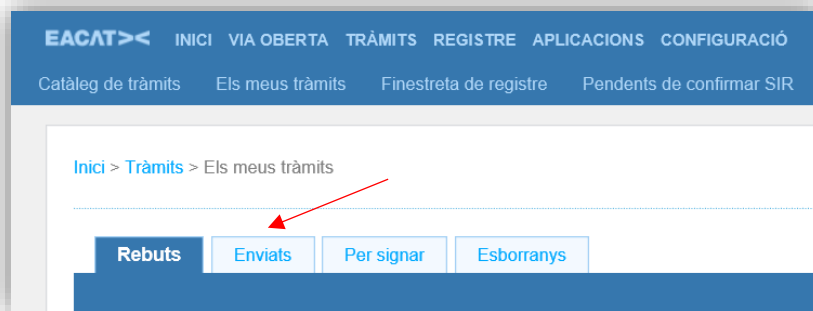 EACAT>< INICI VIA OBERTA TRÀMITS REGISTRE APLICACIONS CONFIGURACIÓ
Catàleg de tràmits Els meus tràmits Finestreta de registre Pendents de confirmar SIR
Inici > Tràmits > Els meus tràmits
Rebuts Enviats Per signar Esborranys